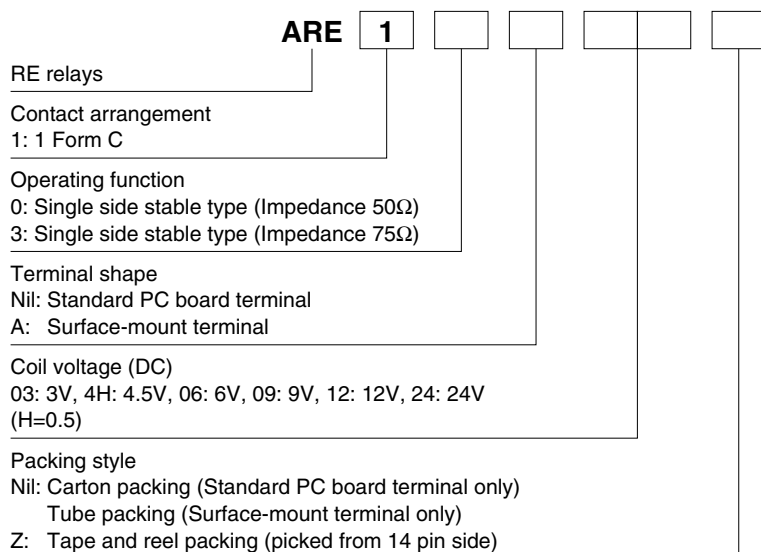 ARE 1
RE relays
Contact arrangement
1: 1 Form C
Operating function
0: Single side stable type (Impedance 50Ω)
3: Single side stable type (Impedance 75Ω)
Terminal shape
Nil: Standard PC board terminal
A: Surface-mount terminal
Coil voltage (DC)
03: 3V, 4H: 4.5V, 06: 6V, 09: 9V, 12: 12V, 24: 24V
(H=0.5)
Packing style
Nil: Carton packing (Standard PC board terminal only)
Tube packing (Surface-mount terminal only)
Z: Tape and reel packing (picked from 14 pin side)